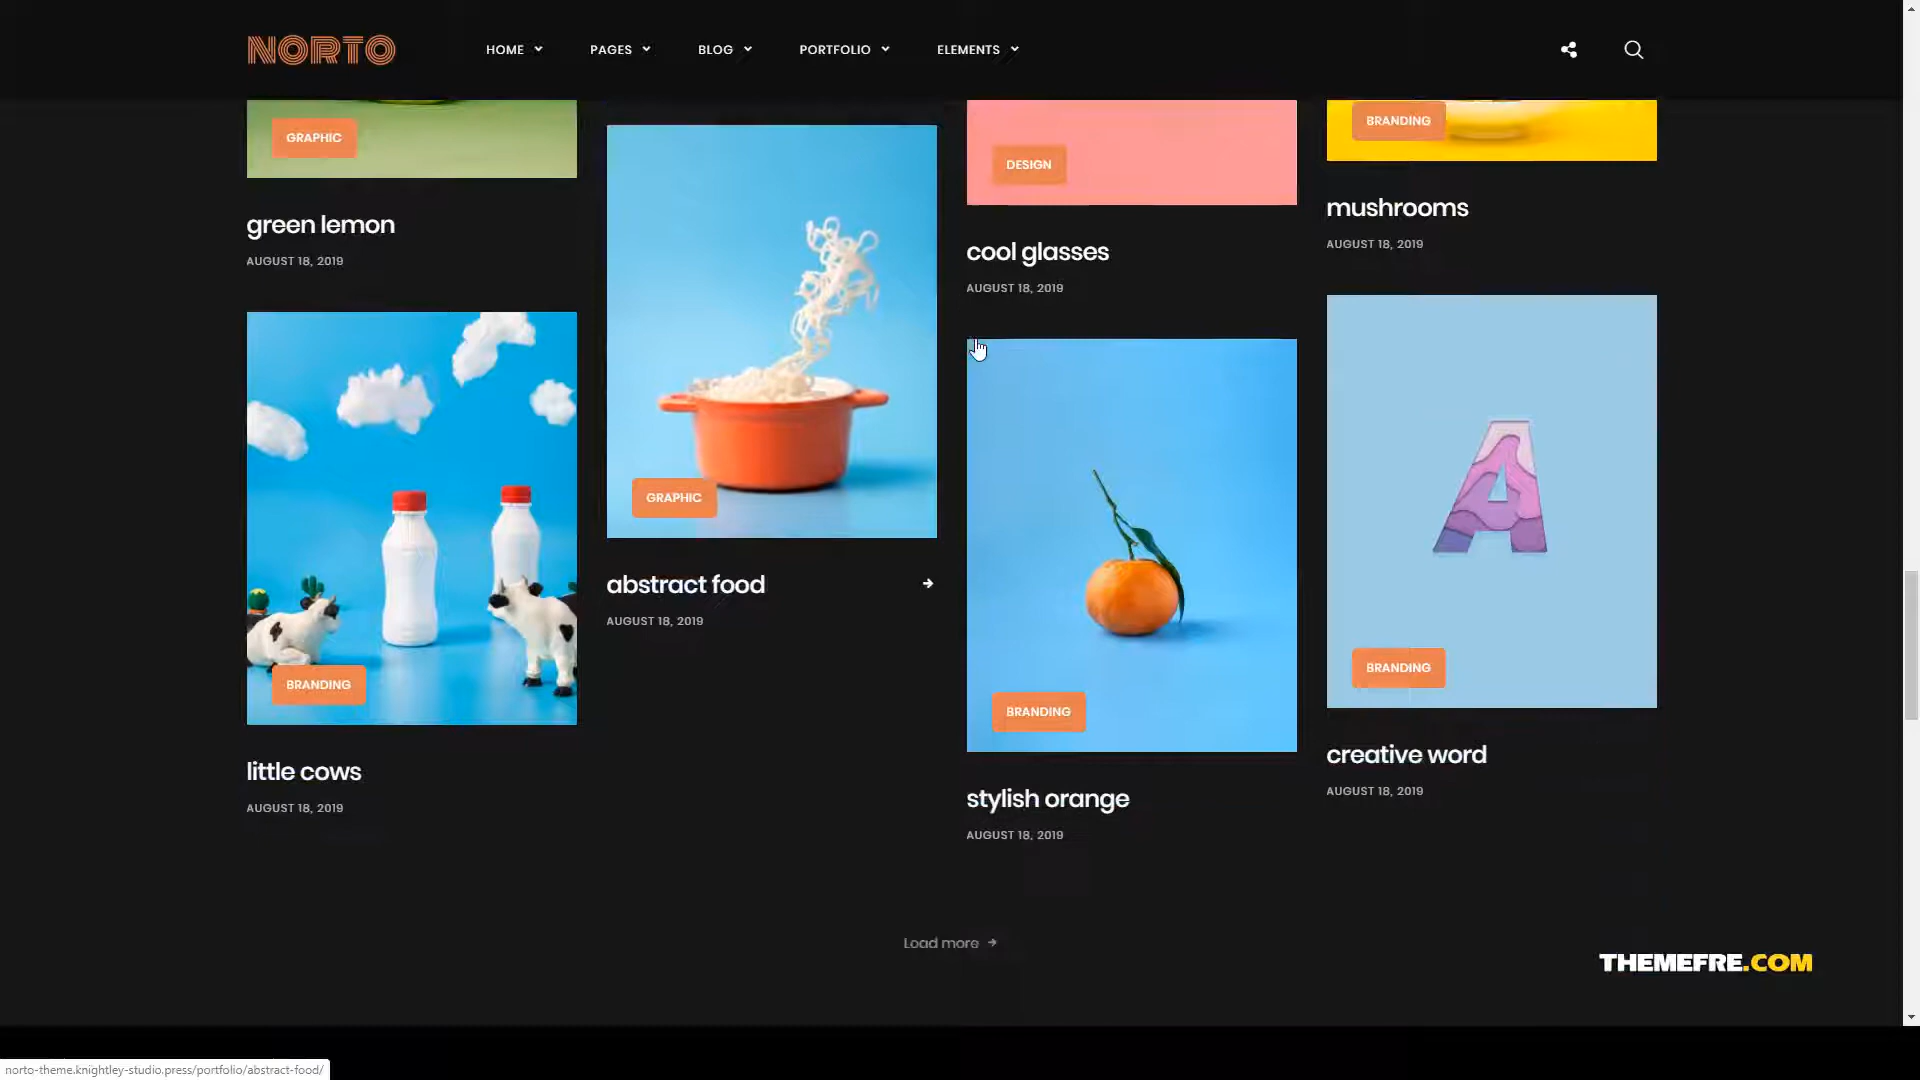 NORTO
HOME
PAGES
BLOG
PORTFOLIO
ELEMENTS
GRAPHIC
green lemon
AUGUST 18, 2019
BRANDING
little cows
AUGUST 18, 2019
GRAPHIC
abstract food
AUGUST 18, 2019
DESIGN
cool glasses
AUGUST 18, 2019
BRANDING
stylish orange
AUGUST 18, 2019
BRANDING
mushrooms
AUGUST 18, 2019
A
BRANDING
creative word
AUGUST 18, 2019
Load more
THEMEFRE.COM
norto-theme.knightley-studio.press/portfolio/abstract-food/